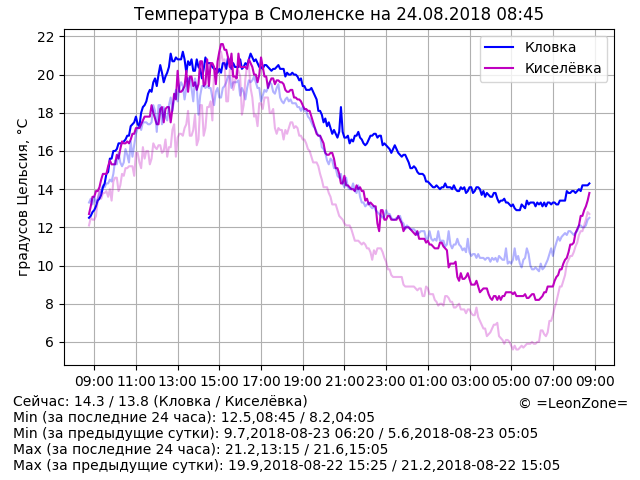 Температура в Смоленске на 24.08.2018 08:45
Кловка
Киселёвка
градусов Цельсия, °C
22
20
18
16
14
12
10
8
6
09:00 11:00 13:00 15:00 17:00 19:00 21:00 23:00 01:00 03:00 05:00 07:00 09:00
Сейчас: 14.3 / 13.8 (Кловка / Киселёвка)
© =LeonZone=
Min (за последние 24 часа): 12.5,08:45 / 8.2,04:05
Min (за предыдущие сутки): 9.7,2018-08-23 06:20 / 5.6,2018-08-23 05:05
Max (за последние 24 часа): 21.2,13:15 / 21.6,15:05
Max (за предыдущие сутки): 19.9,2018-08-22 15:25 / 21.2,2018-08-22 15:05